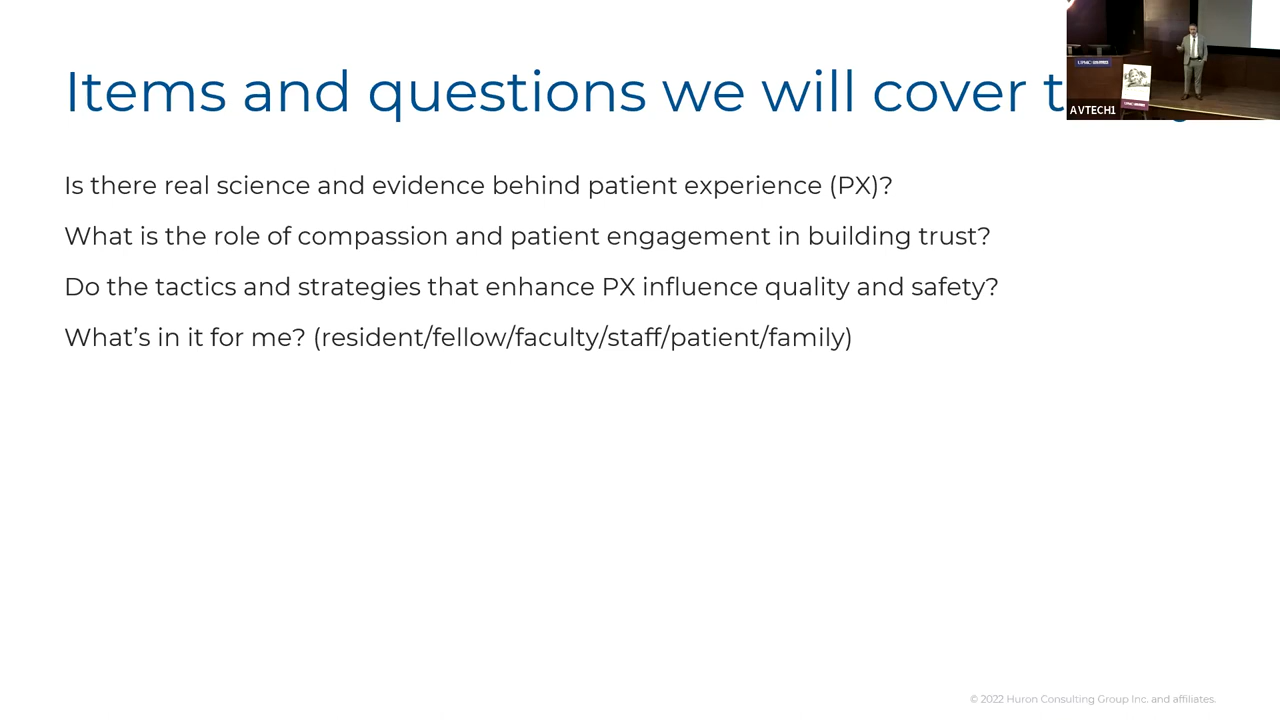 Items and questions we will cover t
AVTECH1
Is there real science and evidence behind patient experience (PX)?
What is the role of compassion and patient engagement in building trust?
Do the tactics and strategies that enhance PX influence quality and safety?
What's in it for me? (resident/fellow/faculty/staff/patient/family)
© 2022 Huron Consulting Group Inc. and affiliates.